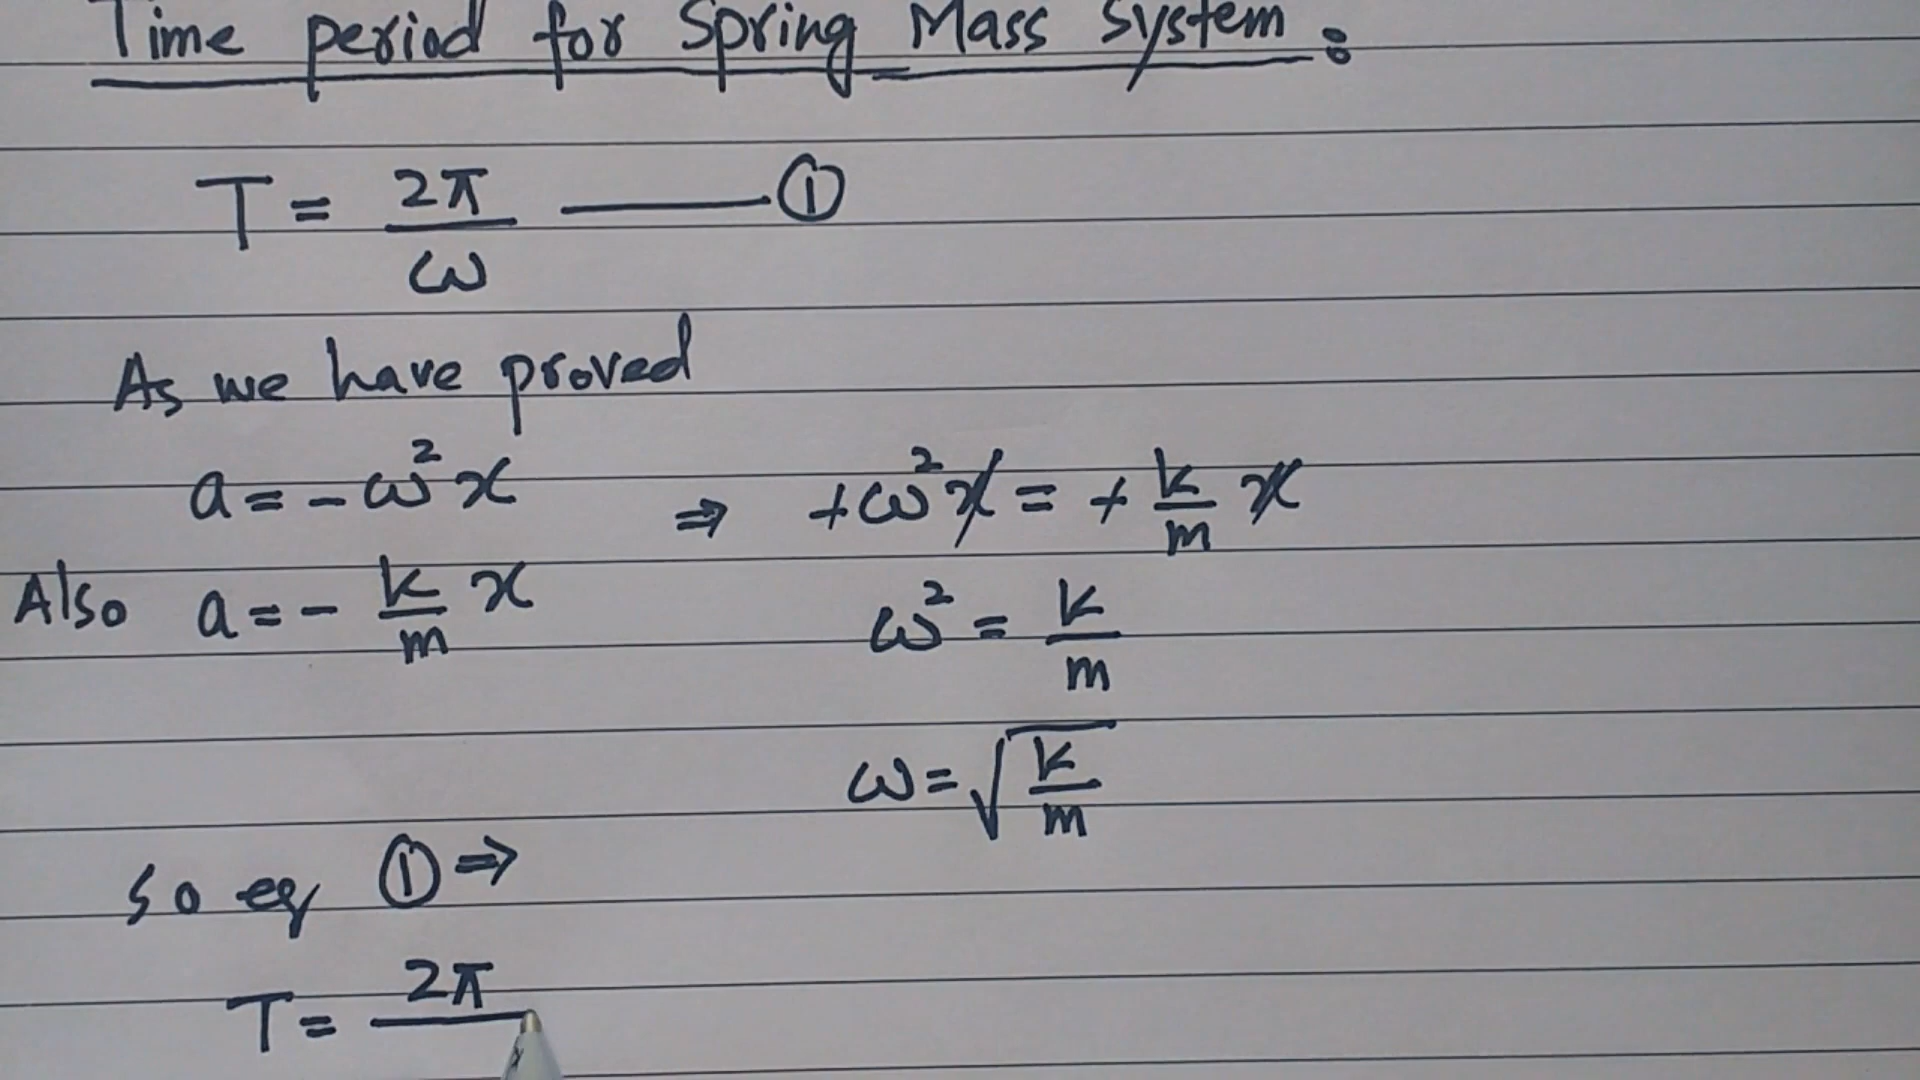 Time period for Spring Mass System :
T = 2π/ω —— ①
As we have proved
a = - ω²x ⇒ +ω²x = + k/m x
Also a = - k/m x
ω² = k/m
ω = √(k/m)
So eq ① ⇒
T = 2π/